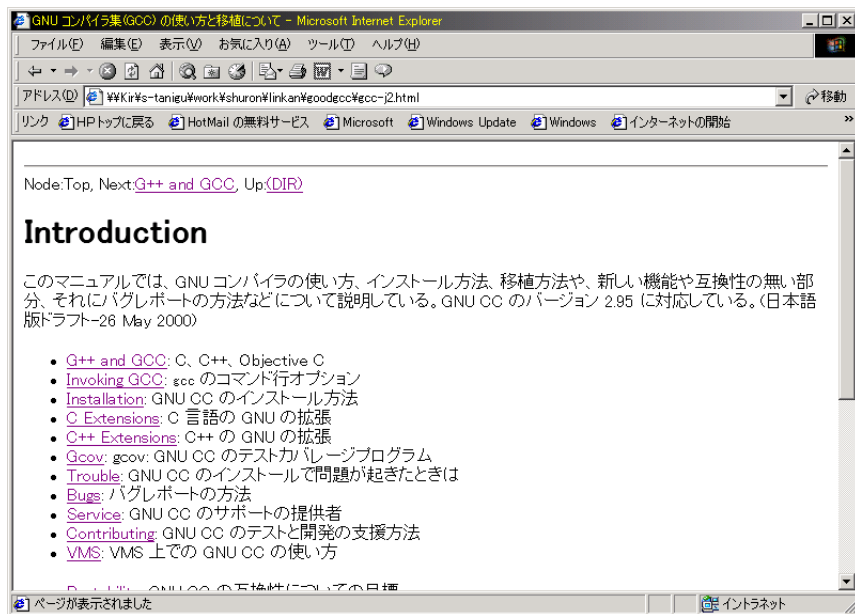 GNU コンパイラ集(GCC) の使い方と移植について - Microsoft Internet Explorer
ファイル(F) 編集(E) 表示(V) お気に入り(A) ツール(T) ヘルプ(H)
アドレス(D) ¥¥Kir¥s-tanigu¥work¥shuron¥linkan¥goodgcc¥gcc-j2.html 移動
リンク HPトップに戻る HotMail の無料サービス Microsoft Windows Update Windows インターネットの開始 »
Node:Top, Next:G++ and GCC, Up:(DIR)
Introduction
このマニュアルでは、GNU コンパイラの使い方、インストール方法、移植方法や、新しい機能や互換性の無い部
分、それにバグレポートの方法などについて説明している。GNU CC のバージョン 2.95 に対応している。(日本語
版ドラフト-26 May 2000)
• G++ and GCC: C、C++、Objective C
• Invoking GCC: gcc のコマンド行オプション
• Installation: GNU CC のインストール方法
• C Extensions: C 言語の GNU の拡張
• C++ Extensions: C++ の GNU の拡張
• Gcov: gcov: GNU CC のテストカバレージプログラム
• Trouble: GNU CC のインストールで問題が起きたときは
• Bugs: バグレポートの方法
• Service: GNU CC のサポートの提供者
• Contributing: GNU CC のテストと開発の支援方法
• VMS: VMS 上での GNU CC の使い方
GNU CC の互換性についての目標
ページが表示されました イントラネット